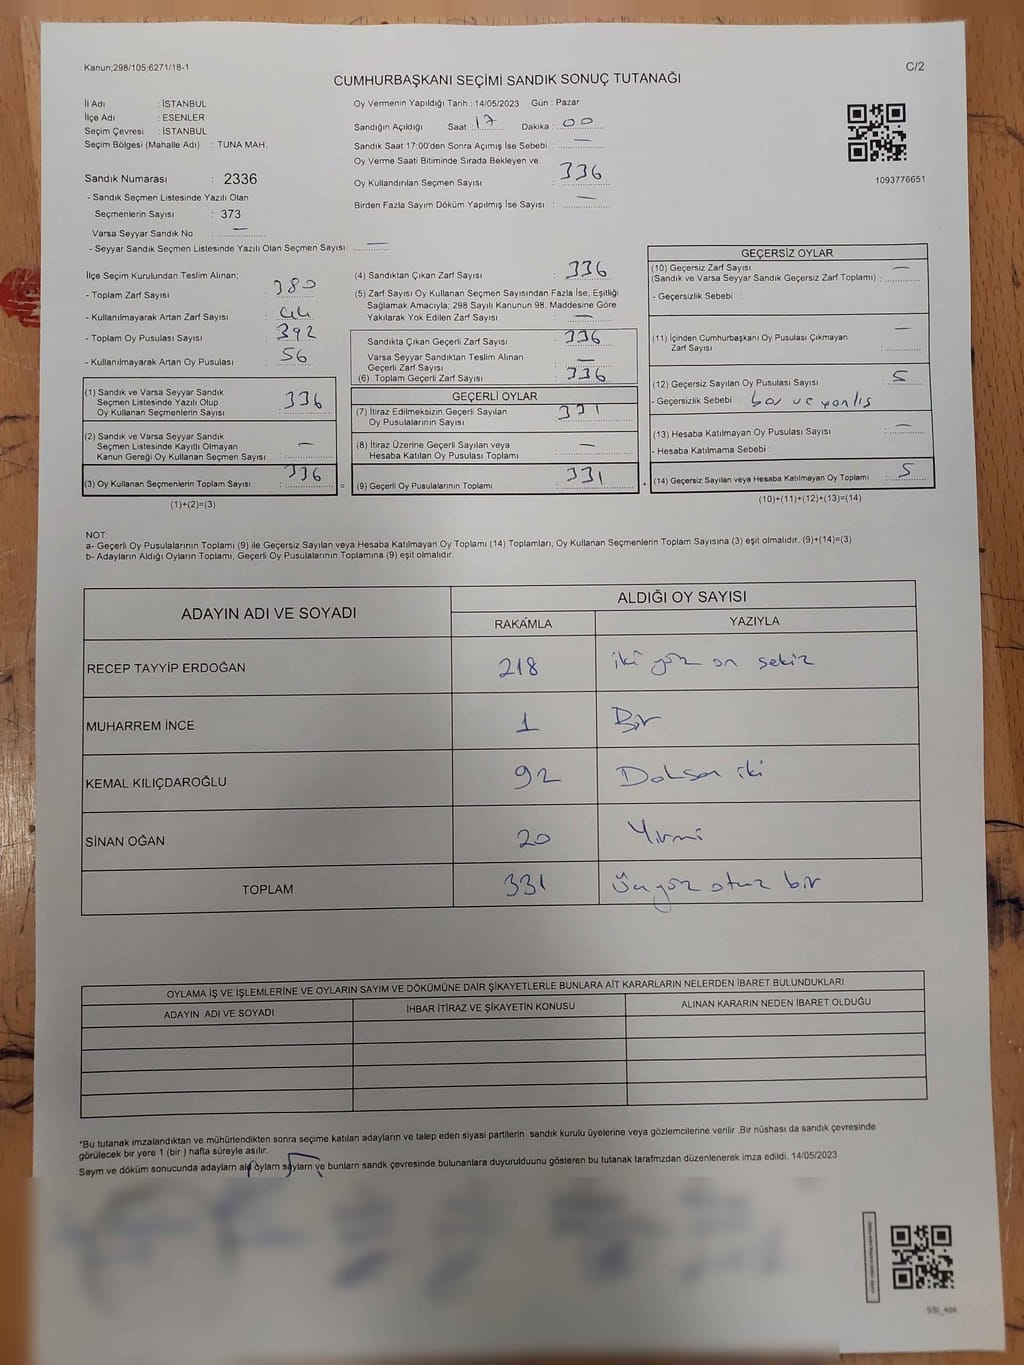 Kanun;298/105;6271/18-1
C/2
CUMHURBAŞKANI SEÇİMİ SANDIK SONUÇ TUTANAĞI
İl Adı : İSTANBUL
İlçe Adı : ESENLER
Seçim Çevresi : İSTANBUL
Seçim Bölgesi (Mahalle Adı) : TUNA MAH.
Sandık Numarası : 2336
- Sandık Seçmen Listesinde Yazılı Olan
Seçmenlerin Sayısı : 373
Varsa Seyyar Sandık No : —
- Seyyar Sandık Seçmen Listesinde Yazılı Olan Seçmen Sayısı: —
Oy Vermenin Yapıldığı Tarih : 14/05/2023 Gün : Pazar
Sandığın Açıldığı Saat : 17 Dakika : 00
Sandık Saat 17:00'den Sonra Açımış İse Sebebi : —
Oy Verme Saati Bitiminde Sırada Bekleyen ve
Oy Kullandırılan Seçmen Sayısı : 336
Birden Fazla Sayım Döküm Yapılmış İse Sayısı : —
1093776651
İlçe Seçim Kurulundan Teslim Alınan;
- Toplam Zarf Sayısı : 380
- Kullanılmayarak Artan Zarf Sayısı : 44
- Toplam Oy Pusulası Sayısı : 392
- Kullanılmayarak Artan Oy Pusulası : 56
(1) Sandık ve Varsa Seyyar Sandık
Seçmen Listesinde Yazılı Olup
Oy Kullanan Seçmenlerin Sayısı : 336
(2) Sandık ve Varsa Seyyar Sandık
Seçmen Listesinde Kayıtlı Olmayan
Kanun Gereği Oy Kullanan Seçmen Sayısı : —
(3) Oy Kullanan Seçmenlerin Toplam Sayısı : 336
(1)+(2)=(3)
(4) Sandıktan Çıkan Zarf Sayısı : 336
(5) Zarf Sayısı Oy Kullanan Seçmen Sayısından Fazla İse, Eşitliği
Sağlamak Amacıyla; 298 Sayılı Kanunun 98. Maddesine Göre
Yakılarak Yok Edilen Zarf Sayısı : —
Sandıkta Çıkan Geçerli Zarf Sayısı : 336
Varsa Seyyar Sandıktan Teslim Alınan
Geçerli Zarf Sayısı : —
(6) Toplam Geçerli Zarf Sayısı : 336
GEÇERLİ OYLAR
(7) İtiraz Edilmeksizin Geçerli Sayılan
Oy Pusulalarının Sayısı : 331
(8) İtiraz Üzerine Geçerli Sayılan veya
Hesaba Katılan Oy Pusulası Toplamı : —
= (9) Geçerli Oy Pusulalarının Toplamı : 331
GEÇERSİZ OYLAR
(10) Geçersiz Zarf Sayısı
(Sandık ve Varsa Seyyar Sandık Geçersiz Zarf Toplamı) : —
- Geçersizlik Sebebi :
(11) İçinden Cumhurbaşkanı Oy Pusulası Çıkmayan
Zarf Sayısı : —
(12) Geçersiz Sayılan Oy Pusulası Sayısı : 5
- Geçersizlik Sebebi : boş ve yanlış
(13) Hesaba Katılmayan Oy Pusulası Sayısı : —
- Hesaba Katılmama Sebebi :
+ (14) Geçersiz Sayılan veya Hesaba Katılmayan Oy Toplamı : 5
(10)+(11)+(12)+(13)=(14)
NOT:
a- Geçerli Oy Pusulalarının Toplamı (9) ile Geçersiz Sayılan veya Hesaba Katılmayan Oy Toplamı (14) Toplamları, Oy Kullanan Seçmenlerin Toplam Sayısına (3) eşit olmalıdır. (9)+(14)=(3)
b- Adayların Aldığı Oyların Toplamı, Geçerli Oy Pusulalarının Toplamına (9) eşit olmalıdır.
ADAYIN ADI VE SOYADI ALDIĞI OY SAYISI
RAKAMLA YAZIYLA
RECEP TAYYİP ERDOĞAN 218 iki yüz on sekiz
MUHARREM İNCE 1 Bir
KEMAL KILIÇDAROĞLU 92 Doksan iki
SİNAN OĞAN 20 Yirmi
TOPLAM 331 Üçyüz otuz bir
OYLAMA İŞ VE İŞLEMLERİNE VE OYLARIN SAYIM VE DÖKÜMÜNE DAİR ŞİKAYETLERLE BUNLARA AİT KARARLARIN NELERDEN İBARET BULUNDUKLARI
ADAYIN ADI VE SOYADI İHBAR İTİRAZ VE ŞİKAYETİN KONUSU ALINAN KARARIN NEDEN İBARET OLDUĞU
*Bu tutanak imzalandıktan ve mühürlendikten sonra seçime katılan adayların ve talep eden siyasi partilerin sandık kurulu üyelerine veya gözlemcilerine verilir .Bir nüshası da sandık çevresinde
görülecek bir yere 1 (bir ) hafta süreyle asılır.
Saym ve döküm sonucunda adayların ald oyların sayların ve bunların sandk çevresinde bulunanlara duyurulduunu gösteren bu tutanak tarafmzdan düzenlenerek imza edildi. 14/05/2023